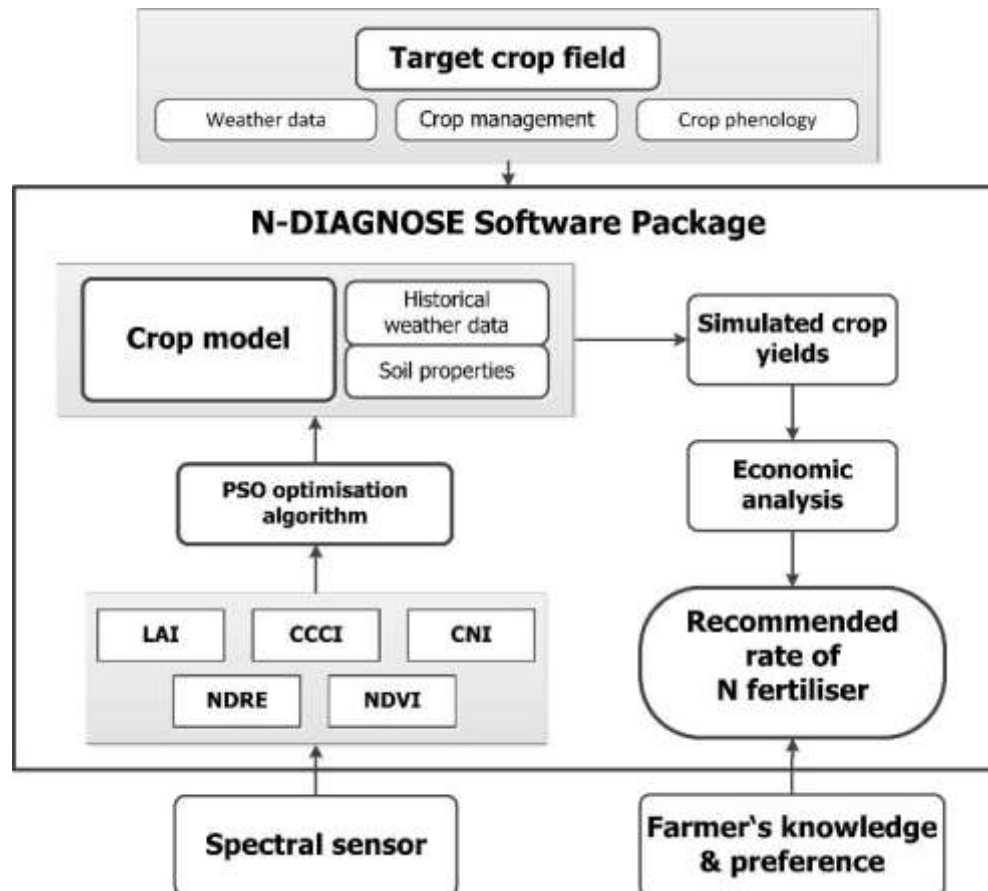 Target crop field
Weather data
Crop management
Crop phenology
N-DIAGNOSE Software Package
Crop model
Historical
weather data
Soil properties
Simulated crop
yields
PSO optimisation
algorithm
Economic
analysis
LAI
CCCI
CNI
NDRE
NDVI
Recommended
rate of
N fertiliser
Spectral sensor
Farmer‘s knowledge
& preference